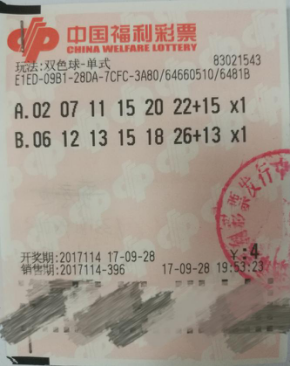 中国福利彩票
CHINA WELFARE LOTTERY
玩法:双色球-单式 83021543
E1ED-09B1-28DA-7CFC-3A80/64660510/6481B
A.02 07 11 15 20 22+15 x1
B.06 12 13 15 18 26+13 x1
开奖期:2017114 17-09-28 ¥:4
销售期:2017114-396 17-09-28 19:53:23